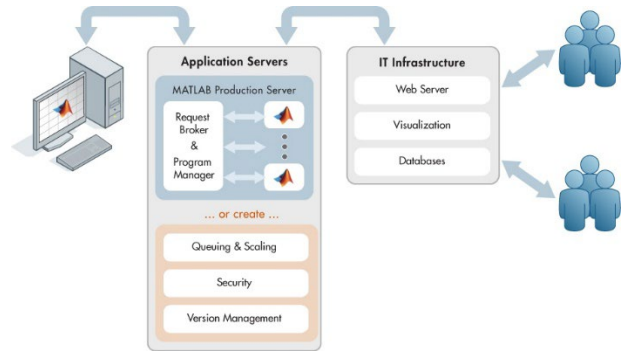 Application Servers
MATLAB Production Server
Request
Broker
&
Program
Manager
... or create ...
Queuing & Scaling
Security
Version Management
IT Infrastructure
Web Server
Visualization
Databases